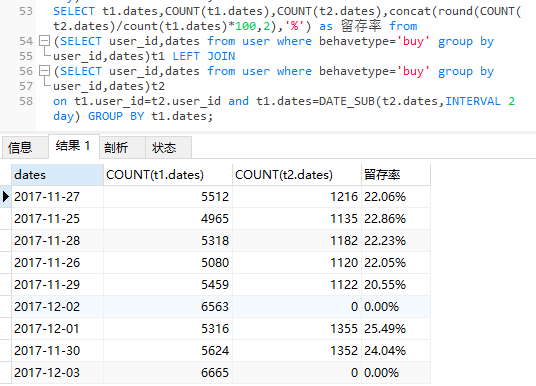 53 SELECT t1.dates,COUNT(t1.dates),COUNT(t2.dates),concat(round(COUNT(
t2.dates)/count(t1.dates)*100,2),'%') as 留存率 from
54 (SELECT user_id,dates from user where behavetype='buy' group by
55 user_id,dates)t1 LEFT JOIN
56 (SELECT user_id,dates from user where behavetype='buy' group by
57 user_id,dates)t2
58 on t1.user_id=t2.user_id and t1.dates=DATE_SUB(t2.dates,INTERVAL 2
day) GROUP BY t1.dates;
信息 结果 1 剖析 状态
dates COUNT(t1.dates) COUNT(t2.dates) 留存率
2017-11-27 5512 1216 22.06%
2017-11-25 4965 1135 22.86%
2017-11-28 5318 1182 22.23%
2017-11-26 5080 1120 22.05%
2017-11-29 5459 1122 20.55%
2017-12-02 6563 0 0.00%
2017-12-01 5316 1355 25.49%
2017-11-30 5624 1352 24.04%
2017-12-03 6665 0 0.00%